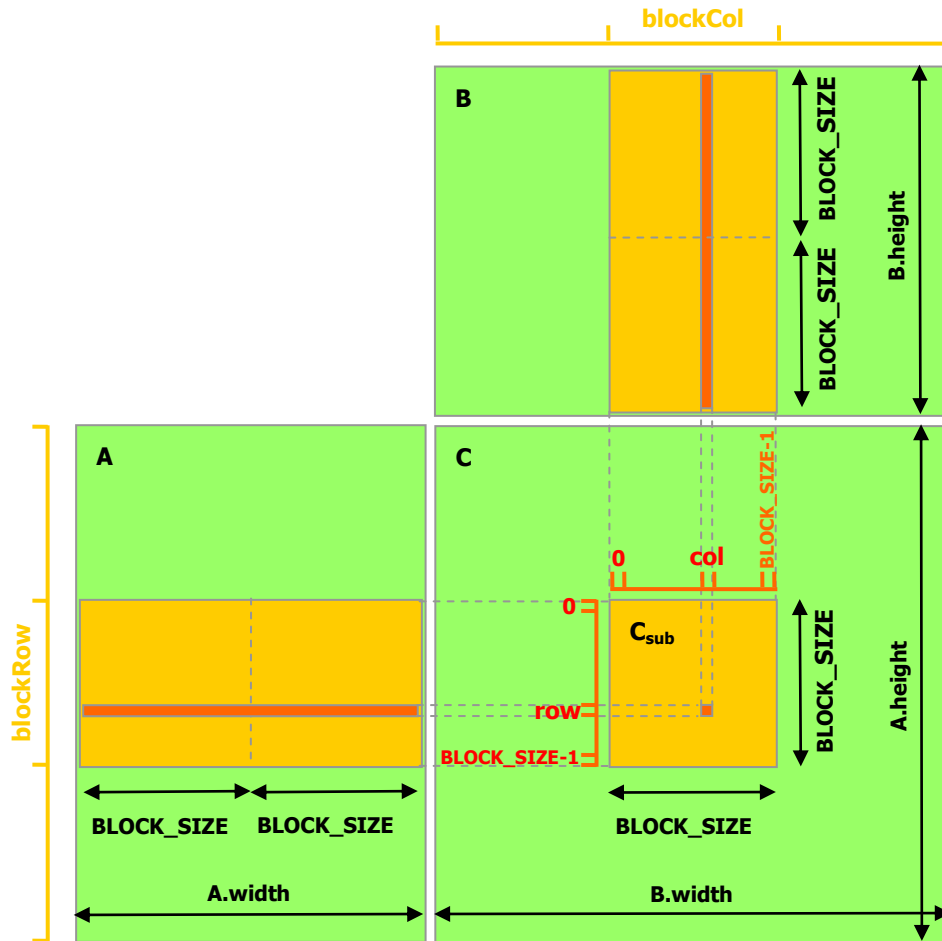 blockCol
B
BLOCK_SIZE
BLOCK_SIZE
B.height
A
C
BLOCK_SIZE-1
0
col
0
C_sub
row
BLOCK_SIZE-1
BLOCK_SIZE
A.height
blockRow
BLOCK_SIZE
BLOCK_SIZE
BLOCK_SIZE
A.width
B.width